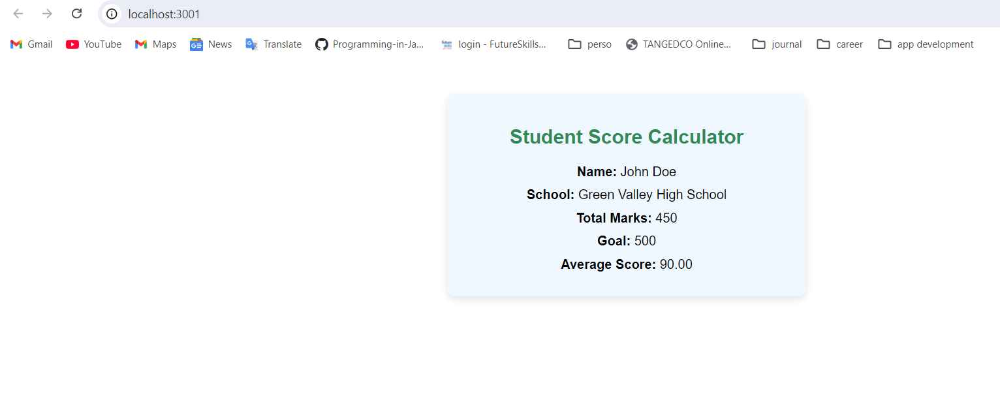 localhost:3001
Gmail YouTube Maps News Translate Programming-in-Ja... login - FutureSkills... perso TANGEDCO Online... journal career app development
Student Score Calculator
Name: John Doe
School: Green Valley High School
Total Marks: 450
Goal: 500
Average Score: 90.00